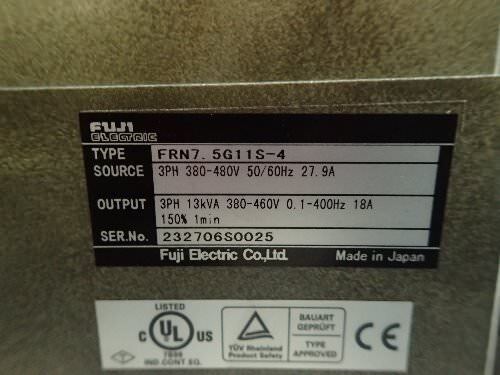 FUJI
ELECTRIC
TYPE FRN7.5G11S-4
SOURCE 3PH 380-480V 50/60Hz 27.9A
OUTPUT 3PH 13kVA 380-460V 0.1-400Hz 18A
150% 1min
SER.No. 232706S0025
Fuji Electric Co.,Ltd. Made in Japan
LISTED
C UL US
IND.CONT.EQ.
TÜV Rheinland
Product Safety
BAUART
GEPRÜFT
TYPE
APPROVED
CE